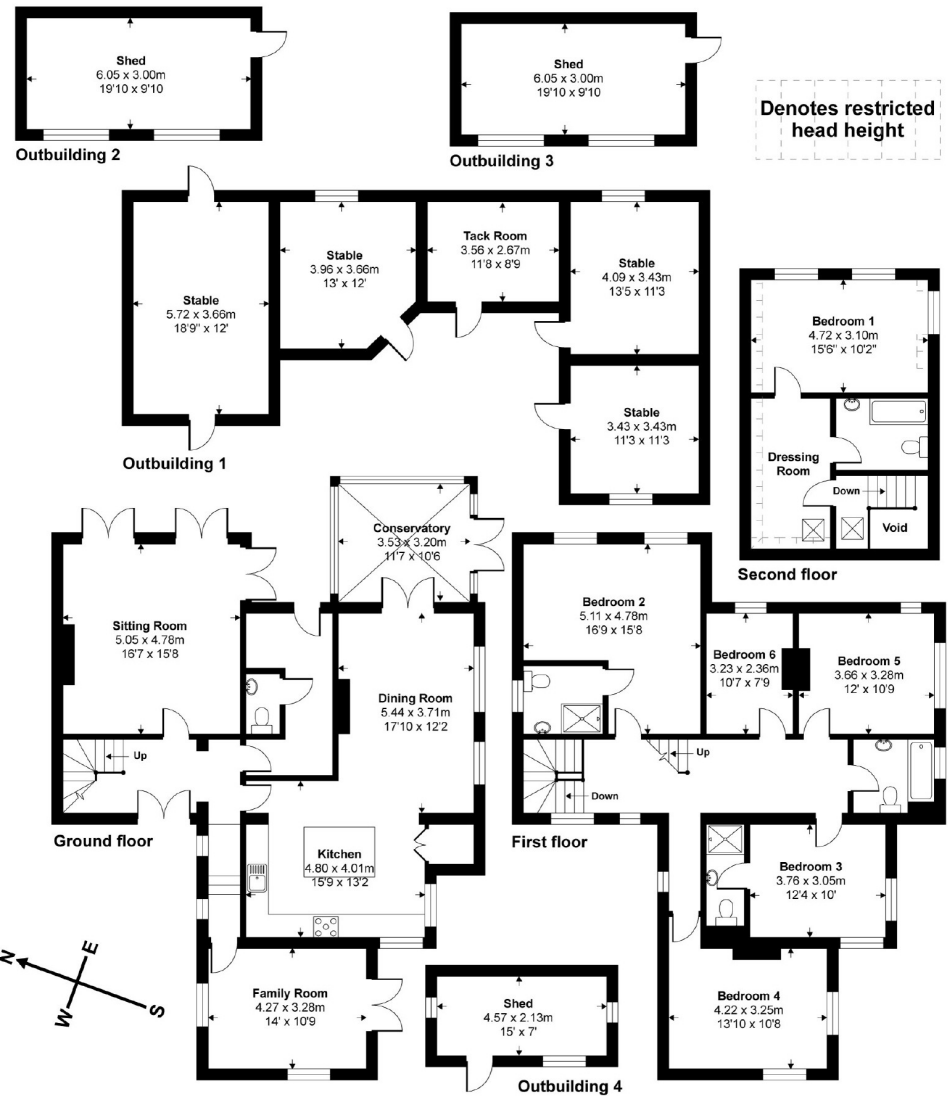 Shed
6.05 x 3.00m
19'10 x 9'10
Outbuilding 2
Shed
6.05 x 3.00m
19'10 x 9'10
Outbuilding 3
Denotes restricted
head height
Stable
5.72 x 3.66m
18'9" x 12'
Stable
3.96 x 3.66m
13' x 12'
Tack Room
3.56 x 2.67m
11'8 x 8'9
Stable
4.09 x 3.43m
13'5 x 11'3
Stable
3.43 x 3.43m
11'3 x 11'3
Outbuilding 1
Bedroom 1
4.72 x 3.10m
15'6" x 10'2"
Dressing
Room
Down
Void
Second floor
Conservatory
3.53 x 3.20m
11'7 x 10'6
Sitting Room
5.05 x 4.78m
16'7 x 15'8
Dining Room
5.44 x 3.71m
17'10 x 12'2
Up
Ground floor
Kitchen
4.80 x 4.01m
15'9 x 13'2
Family Room
4.27 x 3.28m
14' x 10'9
Bedroom 2
5.11 x 4.78m
16'9 x 15'8
Bedroom 6
3.23 x 2.36m
10'7 x 7'9
Bedroom 5
3.66 x 3.28m
12' x 10'9
Up
Down
First floor
Bedroom 3
3.76 x 3.05m
12'4 x 10'
Bedroom 4
4.22 x 3.25m
13'10 x 10'8
N
E
W
S
Shed
4.57 x 2.13m
15' x 7'
Outbuilding 4